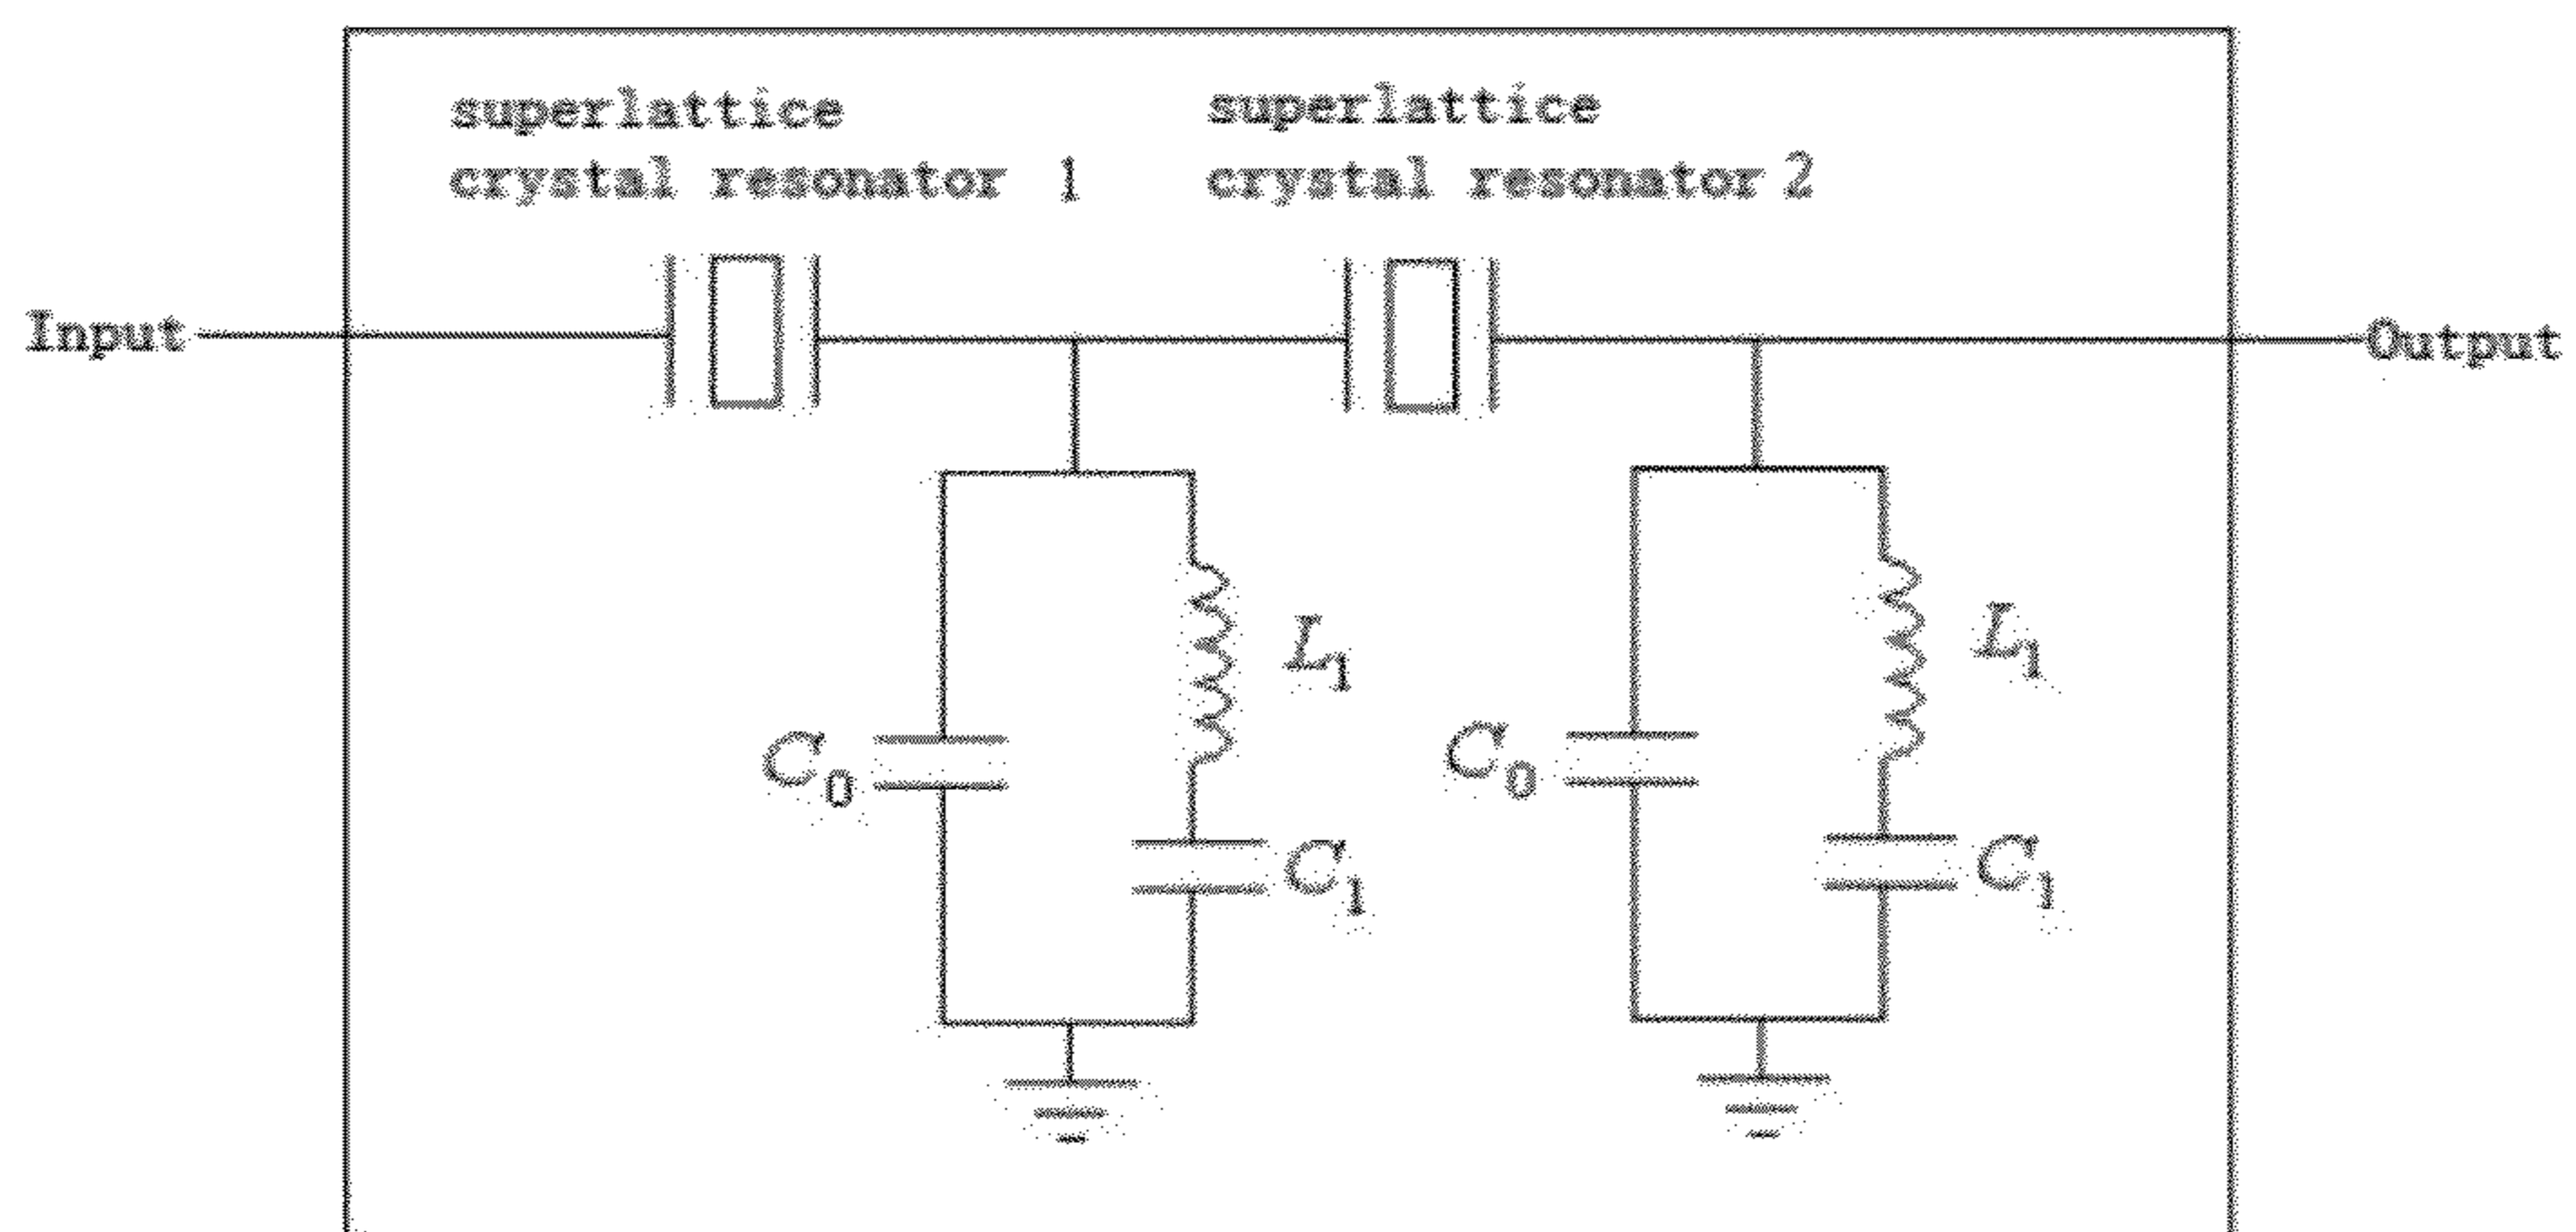 superlattice
crystal resonator 1
superlattice
crystal resonator 2
Input
Output
L1
L1
C0
C0
C1
C1